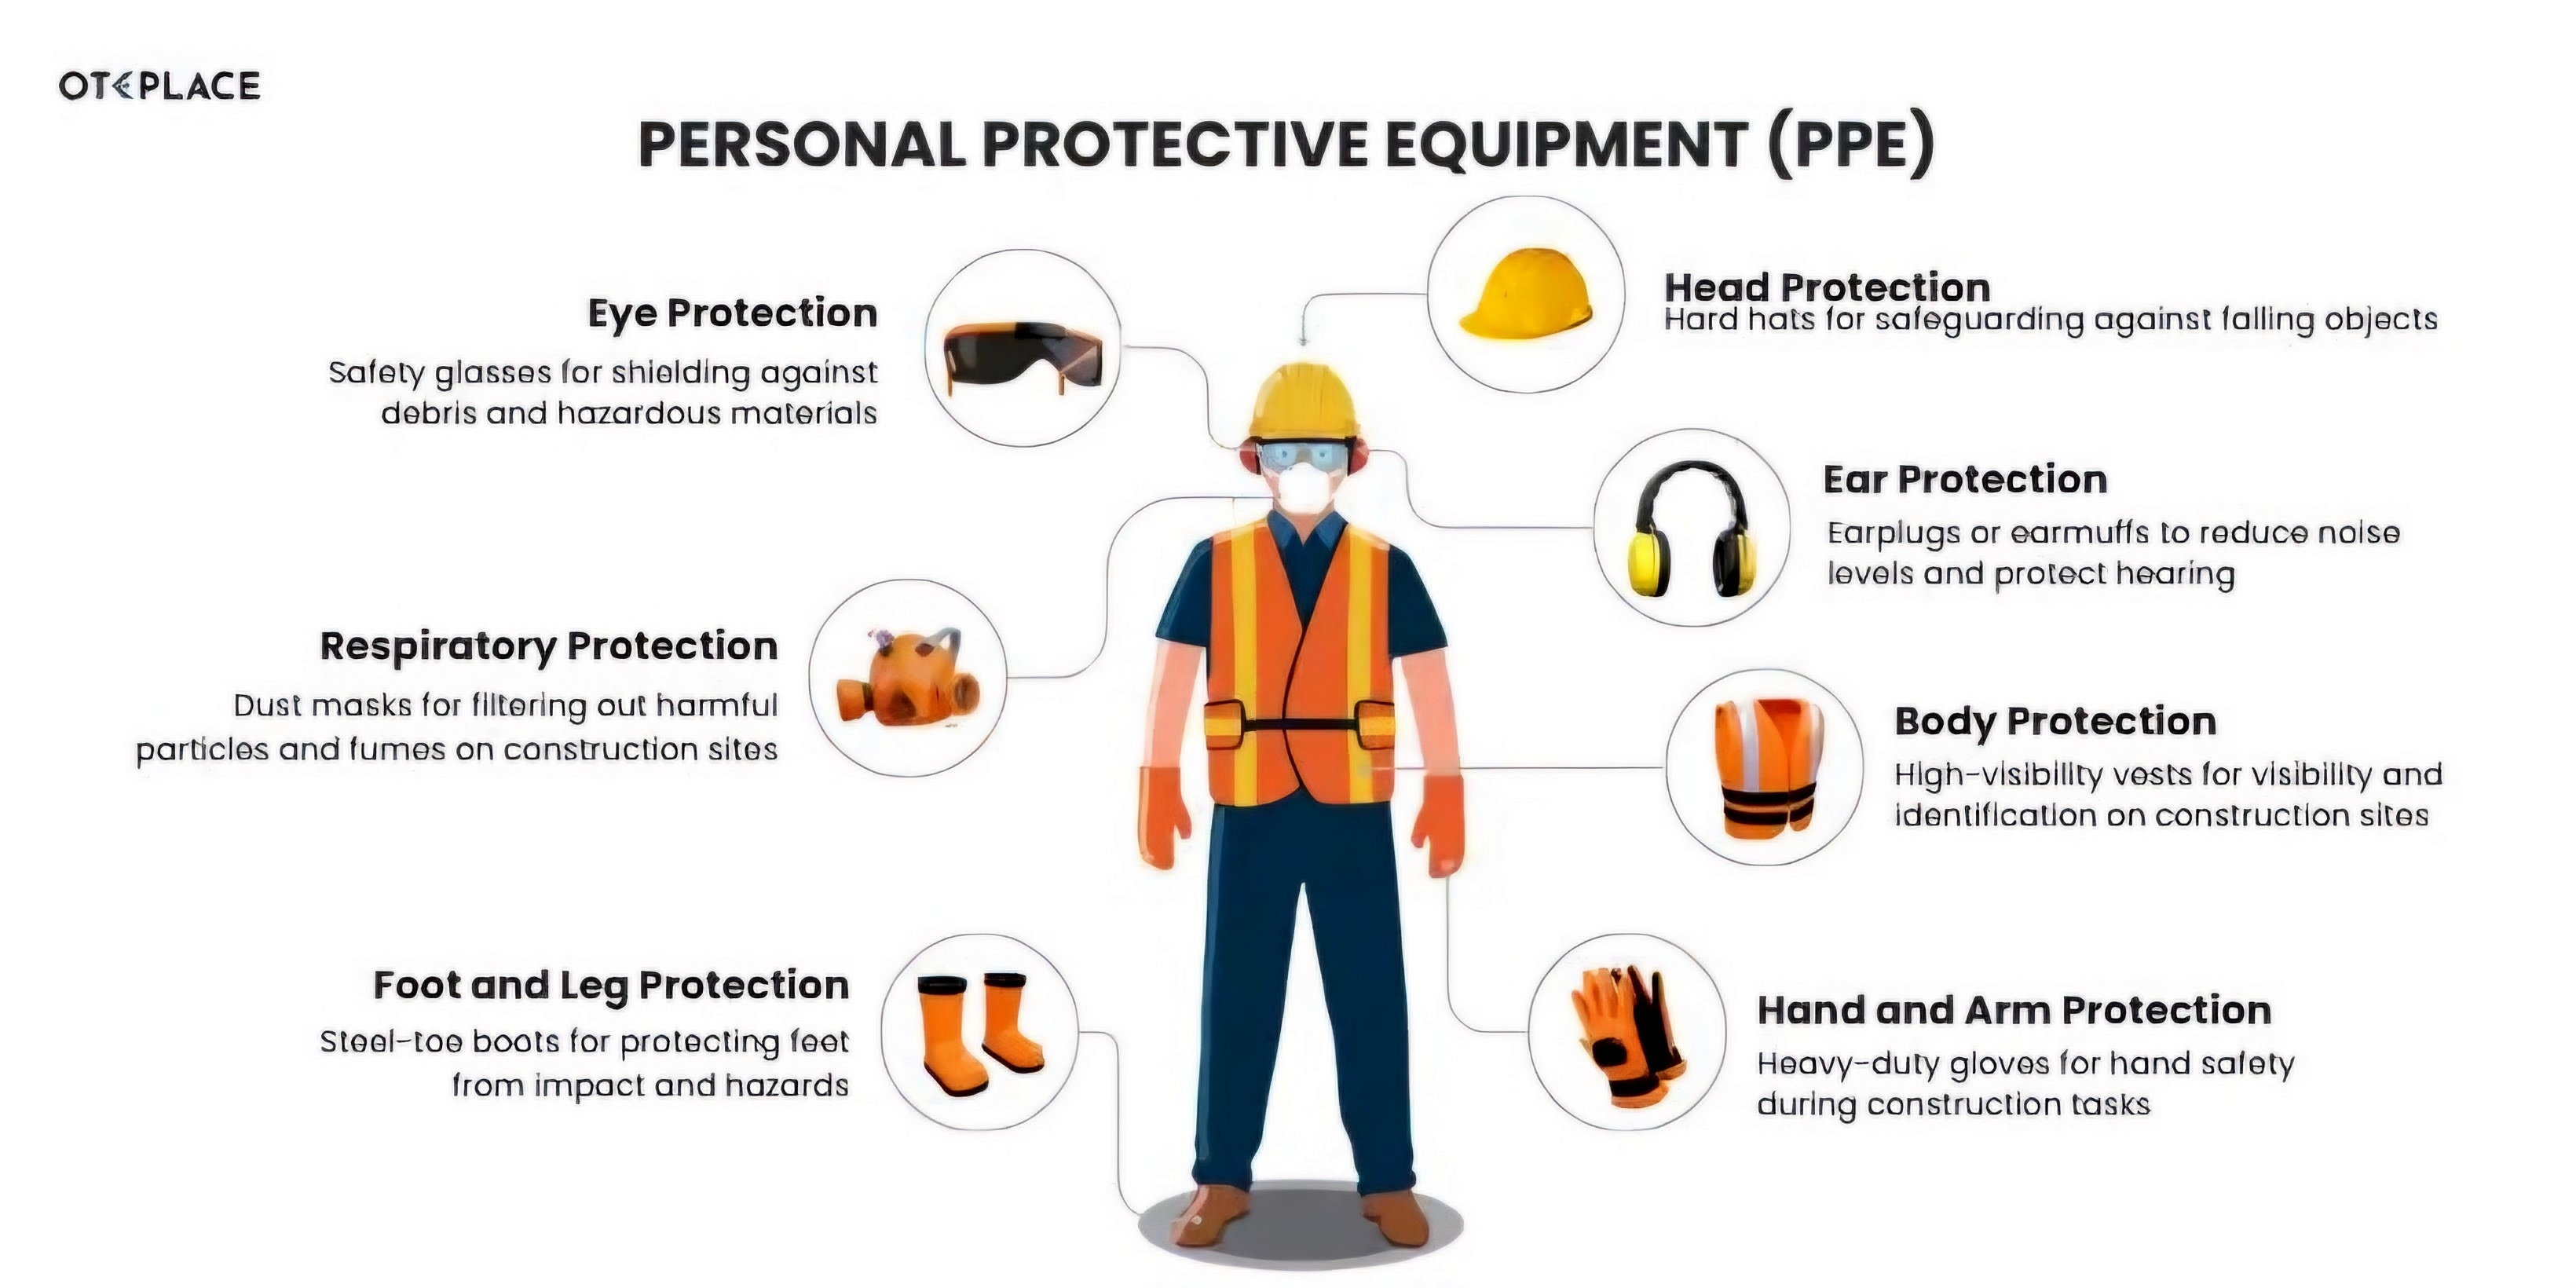 OTEPLACE
PERSONAL PROTECTIVE EQUIPMENT (PPE)
Eye Protection
Safety glasses for shielding against
debris and hazardous materials
Head Protection
Hard hats for safeguarding against falling objects
Ear Protection
Earplugs or earmuffs to reduce noise
levels and protect hearing
Respiratory Protection
Dust masks for filtering out harmful
particles and fumes on construction sites
Body Protection
High-visibility vests for visibility and
identification on construction sites
Foot and Leg Protection
Steel-toe boots for protecting feet
from impact and hazards
Hand and Arm Protection
Heavy-duty gloves for hand safety
during construction tasks